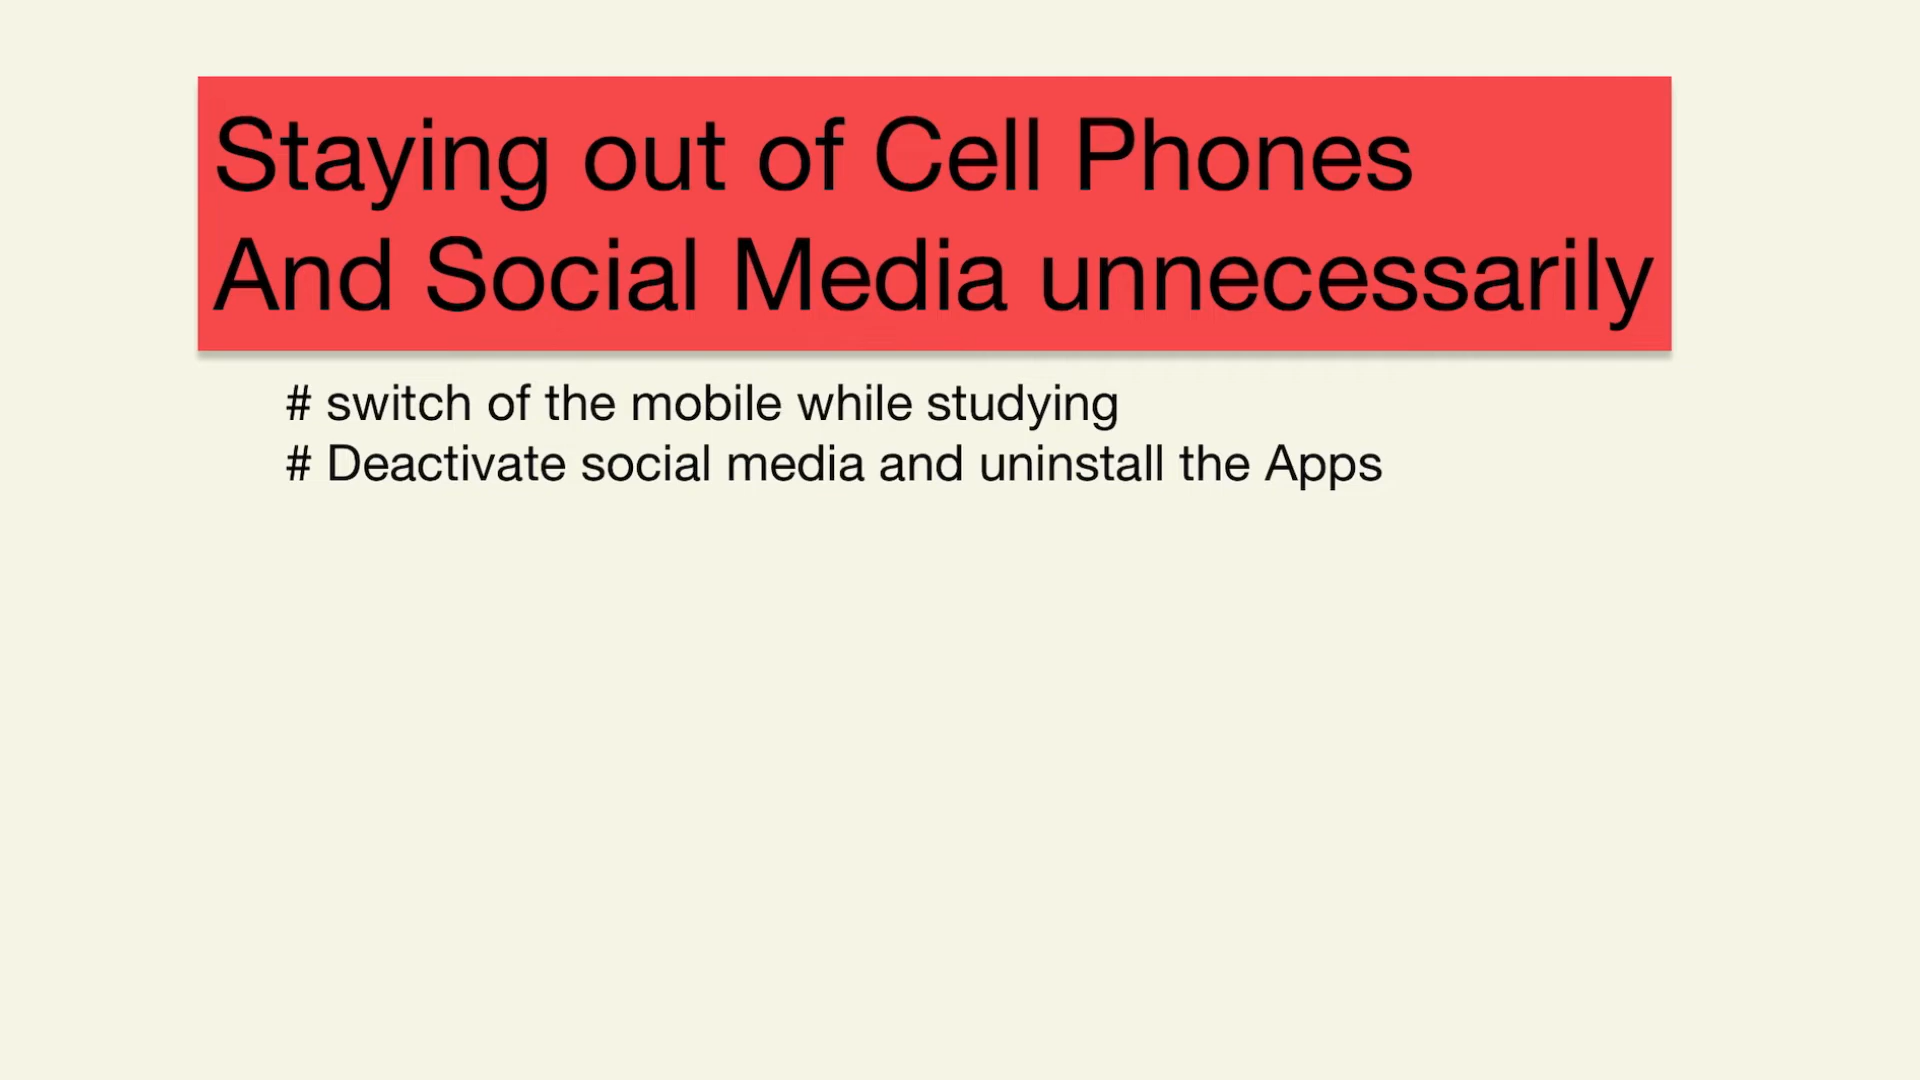 Staying out of Cell Phones
And Social Media unnecessarily
# switch of the mobile while studying
# Deactivate social media and uninstall the Apps